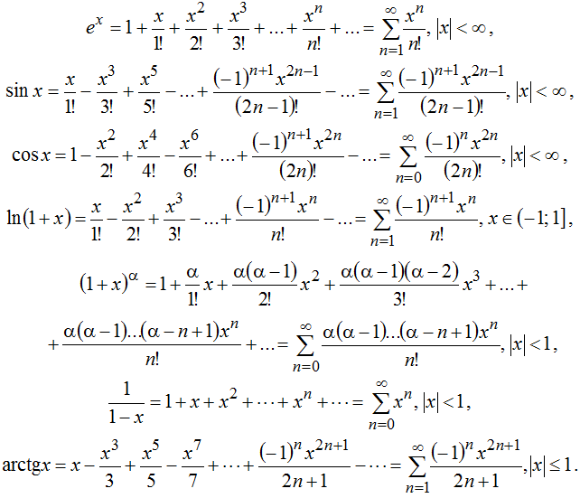 e^x = 1 + x/1! + x^2/2! + x^3/3! + ... + x^n/n! + ... = ∑_{n=1}^{∞} x^n/n!, |x| < ∞,
sin x = x/1! − x^3/3! + x^5/5! − ... + (−1)^{n+1} x^{2n−1}/(2n−1)! − ... = ∑_{n=1}^{∞} (−1)^{n+1} x^{2n−1}/(2n−1)!, |x| < ∞,
cos x = 1 − x^2/2! + x^4/4! − x^6/6! + ... + (−1)^{n+1} x^{2n}/(2n)! − ... = ∑_{n=0}^{∞} (−1)^n x^{2n}/(2n)!, |x| < ∞,
ln(1+x) = x/1! − x^2/2! + x^3/3! − ... + (−1)^{n+1} x^n/n! − ... = ∑_{n=1}^{∞} (−1)^{n+1} x^n/n!, x ∈ (−1; 1],
(1+x)^α = 1 + α/1! x + α(α−1)/2! x^2 + α(α−1)(α−2)/3! x^3 + ... +
+ α(α−1)...(α−n+1)x^n/n! + ... = ∑_{n=0}^{∞} α(α−1)...(α−n+1)x^n/n!, |x| < 1,
1/(1−x) = 1 + x + x^2 + ⋯ + x^n + ⋯ = ∑_{n=0}^{∞} x^n, |x| < 1,
arctgx = x − x^3/3 + x^5/5 − x^7/7 + ⋯ + (−1)^n x^{2n+1}/2n+1 − ⋯ = ∑_{n=1}^{∞} (−1)^n x^{2n+1}/2n+1, |x| ≤ 1.